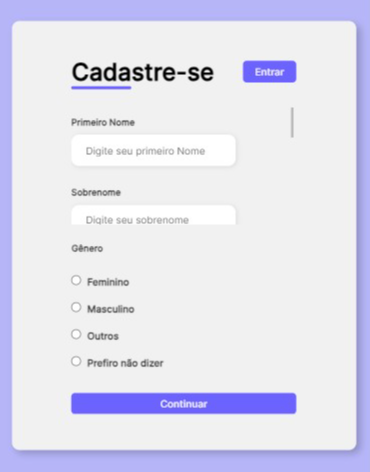 Cadastre-se
Entrar
Primeiro Nome
Digite seu primeiro Nome
Sobrenome
Digite seu sobrenome
Gênero
Feminino
Masculino
Outros
Prefiro não dizer
Continuar